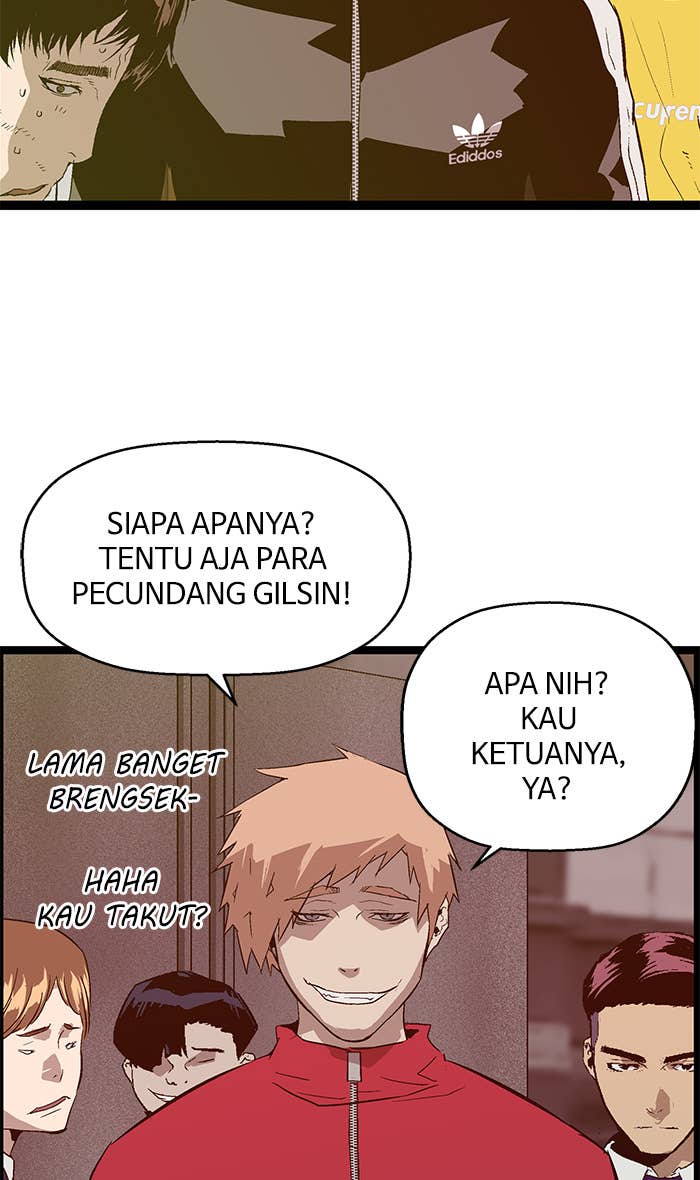 Ediddos
SIAPA APANYA?
TENTU AJA PARA
PECUNDANG GILSIN!
APA NIH?
KAU
KETUANYA,
YA?
LAMA BANGET
BRENGSEK-
HAHA
KAU TAKUT?